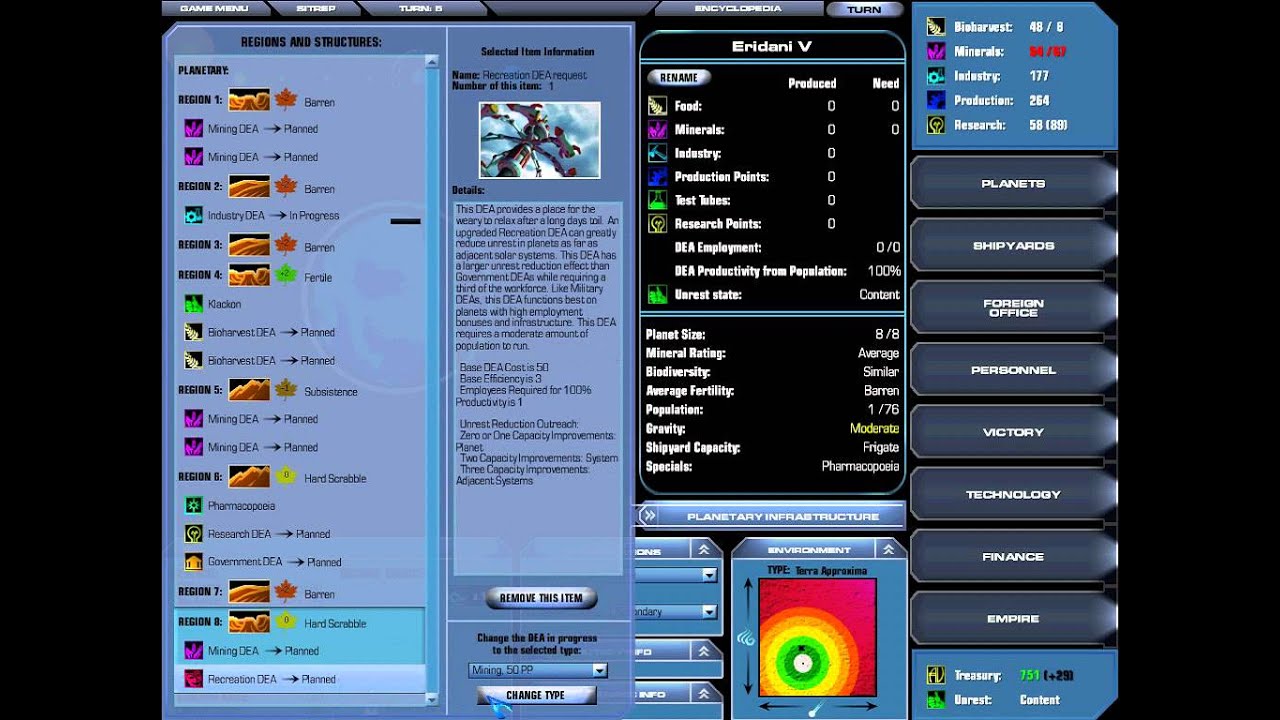 GAME MENU
SITREP
TURN: 5
ENCYCLOPEDIA
TURN
REGIONS AND STRUCTURES:
PLANETARY:
REGION 1: Barren
Mining DEA → Planned
Mining DEA → Planned
REGION 2: Barren
Industry DEA → In Progress
REGION 3: Barren
REGION 4: +2 Fertile
Klackon
Bioharvest DEA → Planned
Bioharvest DEA → Planned
REGION 5: Subsistence
Mining DEA → Planned
Mining DEA → Planned
REGION 6: 0 Hard Scrabble
Pharmacopoeia
Research DEA → Planned
Government DEA → Planned
REGION 7: Barren
REGION 8: 0 Hard Scrabble
Mining DEA → Planned
Recreation DEA → Planned
Selected Item Information
Name: Recreation DEA request
Number of this item: 1
Details:
This DEA provides a place for the
weary to relax after a long days toil. An
upgraded Recreation DEA can greatly
reduce unrest in planets as far as
adjacent solar systems. This DEA has
a larger unrest reduction effect than
Government DEAs while requiring a
third of the workforce. Like Military
DEAs, this DEA functions best on
planets with high employment
bonuses and infrastructure. This DEA
requires a moderate amount of
population to run.
Base DEA Cost is 50
Base Efficiency is 3
Employees Required for 100%
Productivity is 1
Unrest Reduction Outreach:
Zero or One Capacity Improvements:
Planet
Two Capacity Improvements: System
Three Capacity Improvements:
Adjacent Systems
REMOVE THIS ITEM
Change the DEA in progress
to the selected type:
Mining, 50 PP
CHANGE TYPE
Eridani V
RENAME
Produced Need
Food: 0 0
Minerals: 0 0
Industry: 0
Production Points: 0
Test Tubes: 0
Research Points: 0
DEA Employment: 0/0
DEA Productivity from Population: 100%
Unrest state: Content
Planet Size: 8/8
Mineral Rating: Average
Biodiversity: Similar
Average Fertility: Barren
Population: 1 /76
Gravity: Moderate
Shipyard Capacity: Frigate
Specials: Pharmacopoeia
PLANETARY INFRASTRUCTURE
ENVIRONMENT
TYPE: Terra Approxima
INFO
Bioharvest: 48 / 8
Minerals:
Industry: 177
Production: 264
Research: 58 (89)
PLANETS
SHIPYARDS
FOREIGN
OFFICE
PERSONNEL
VICTORY
TECHNOLOGY
FINANCE
EMPIRE
Treasury: 751 (+29)
Unrest: Content